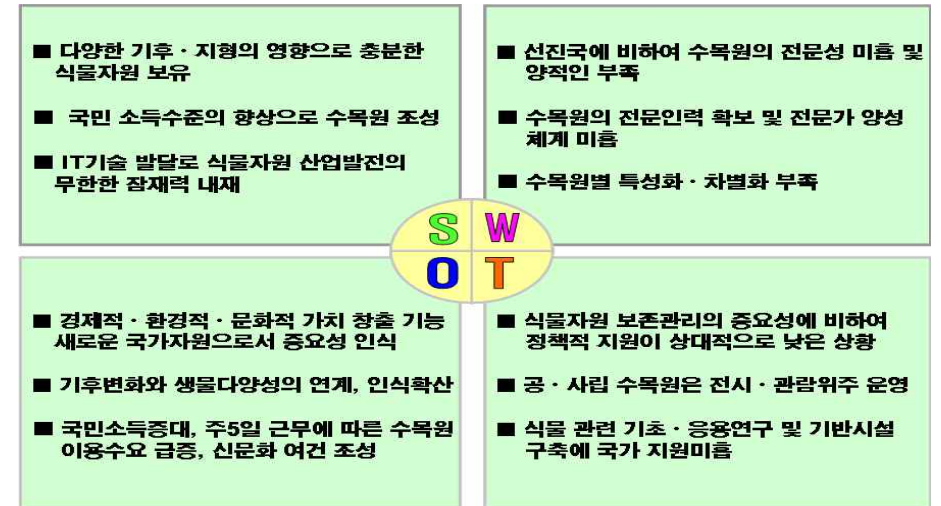 ■ 다양한 기후·지형의 영향으로 충분한
식물자원 보유
■ 국민 소득수준의 향상으로 수목원 조성
■ IT기술 발달로 식물자원 산업발전의
무한한 잠재력 내재
■ 선진국에 비하여 수목원의 전문성 미흡 및
양적인 부족
■ 수목원의 전문인력 확보 및 전문가 양성
체계 미흡
■ 수목원별 특성화·차별화 부족
S W
O T
■ 경제적·환경적·문화적 가치 창출 기능
새로운 국가자원으로서 중요성 인식
■ 기후변화와 생물다양성의 연계, 인식확산
■ 국민소득증대, 주5일 근무에 따른 수목원
이용수요 급증, 신문화 여건 조성
■ 식물자원 보존관리의 중요성에 비하여
정책적 지원이 상대적으로 낮은 상황
■ 공·사립 수목원은 전시·관람위주 운영
■ 식물 관련 기초·응용연구 및 기반시설
구축에 국가 지원미흡